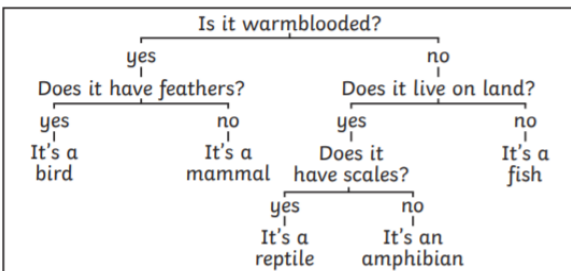 Is it warmblooded?
yes no
Does it have feathers? Does it live on land?
yes no yes no
It's a It's a Does it It's a
bird mammal have scales? fish
yes no
It's a It's an
reptile amphibian